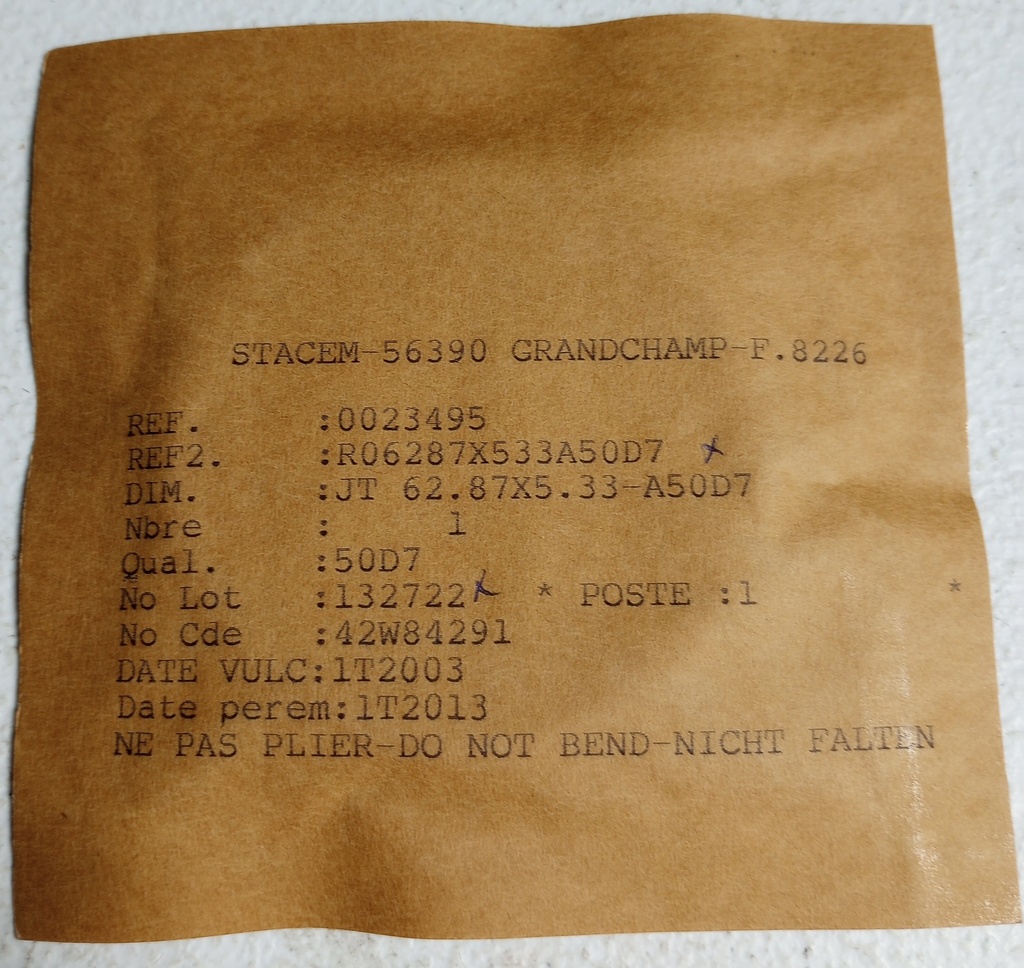 STACEM-56390 GRANDCHAMP-F.8226
REF. :0023495
REF2. :R06287X533A50D7 x
DIM. :JT 62.87X5.33-A50D7
Nbre : 1
Qual. :50D7
No Lot :132722x * POSTE :1 *
No Cde :42W84291
DATE VULC:1T2003
Date perem:1T2013
NE PAS PLIER-DO NOT BEND-NICHT FALTEN